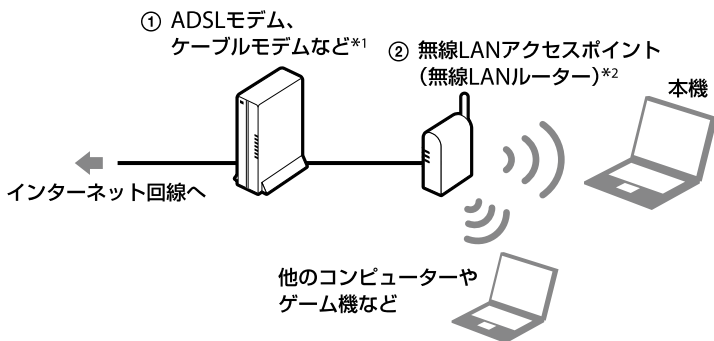 ① ADSLモデム、
ケーブルモデムなど*1
② 無線LANアクセスポイント
（無線LANルーター）*2
本機
インターネット回線へ
他のコンピューターや
ゲーム機など